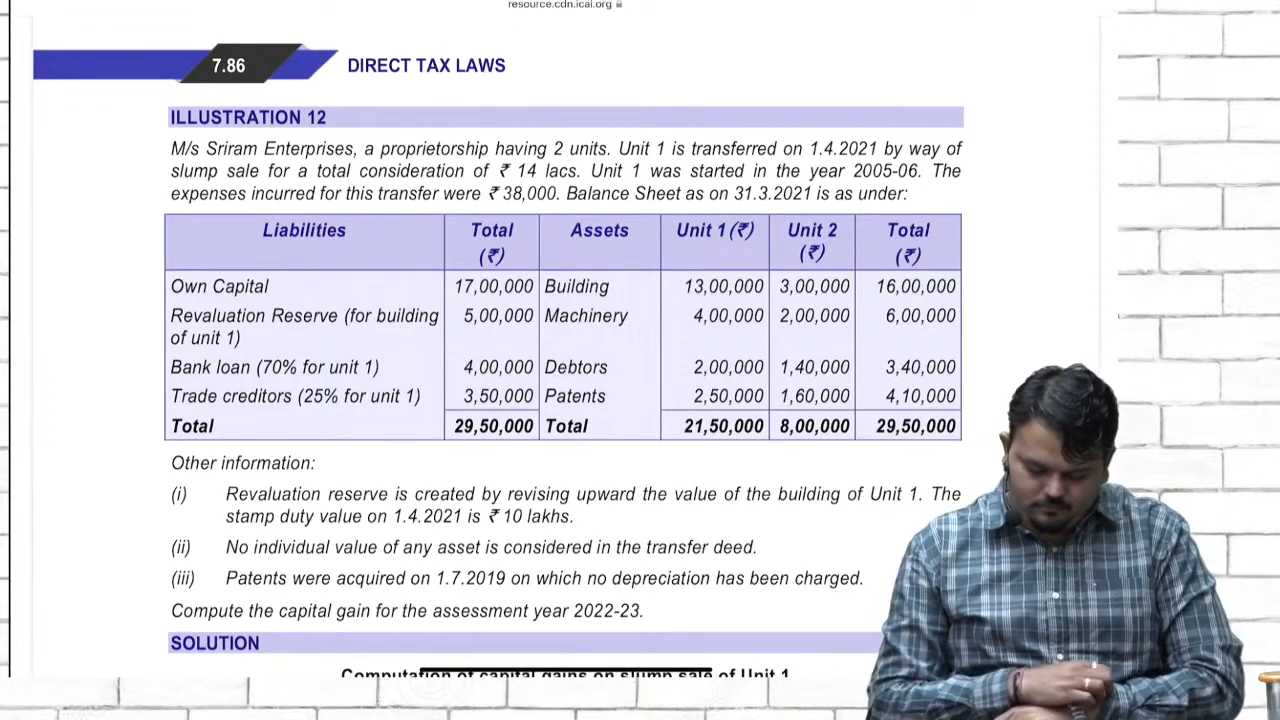 resource.cdn.icai.org
7.86 DIRECT TAX LAWS
ILLUSTRATION 12
M/s Sriram Enterprises, a proprietorship having 2 units. Unit 1 is transferred on 1.4.2021 by way of
slump sale for a total consideration of ₹ 14 lacs. Unit 1 was started in the year 2005-06. The
expenses incurred for this transfer were ₹ 38,000. Balance Sheet as on 31.3.2021 is as under:
Liabilities Total (₹) Assets Unit 1 (₹) Unit 2 (₹) Total (₹)
Own Capital 17,00,000 Building 13,00,000 3,00,000 16,00,000
Revaluation Reserve (for building 5,00,000 Machinery 4,00,000 2,00,000 6,00,000
of unit 1)
Bank loan (70% for unit 1) 4,00,000 Debtors 2,00,000 1,40,000 3,40,000
Trade creditors (25% for unit 1) 3,50,000 Patents 2,50,000 1,60,000 4,10,000
Total 29,50,000 Total 21,50,000 8,00,000 29,50,000
Other information:
(i) Revaluation reserve is created by revising upward the value of the building of Unit 1. The
stamp duty value on 1.4.2021 is ₹ 10 lakhs.
(ii) No individual value of any asset is considered in the transfer deed.
(iii) Patents were acquired on 1.7.2019 on which no depreciation has been charged.
Compute the capital gain for the assessment year 2022-23.
SOLUTION
Computation of capital gains on slump sale of Unit 1